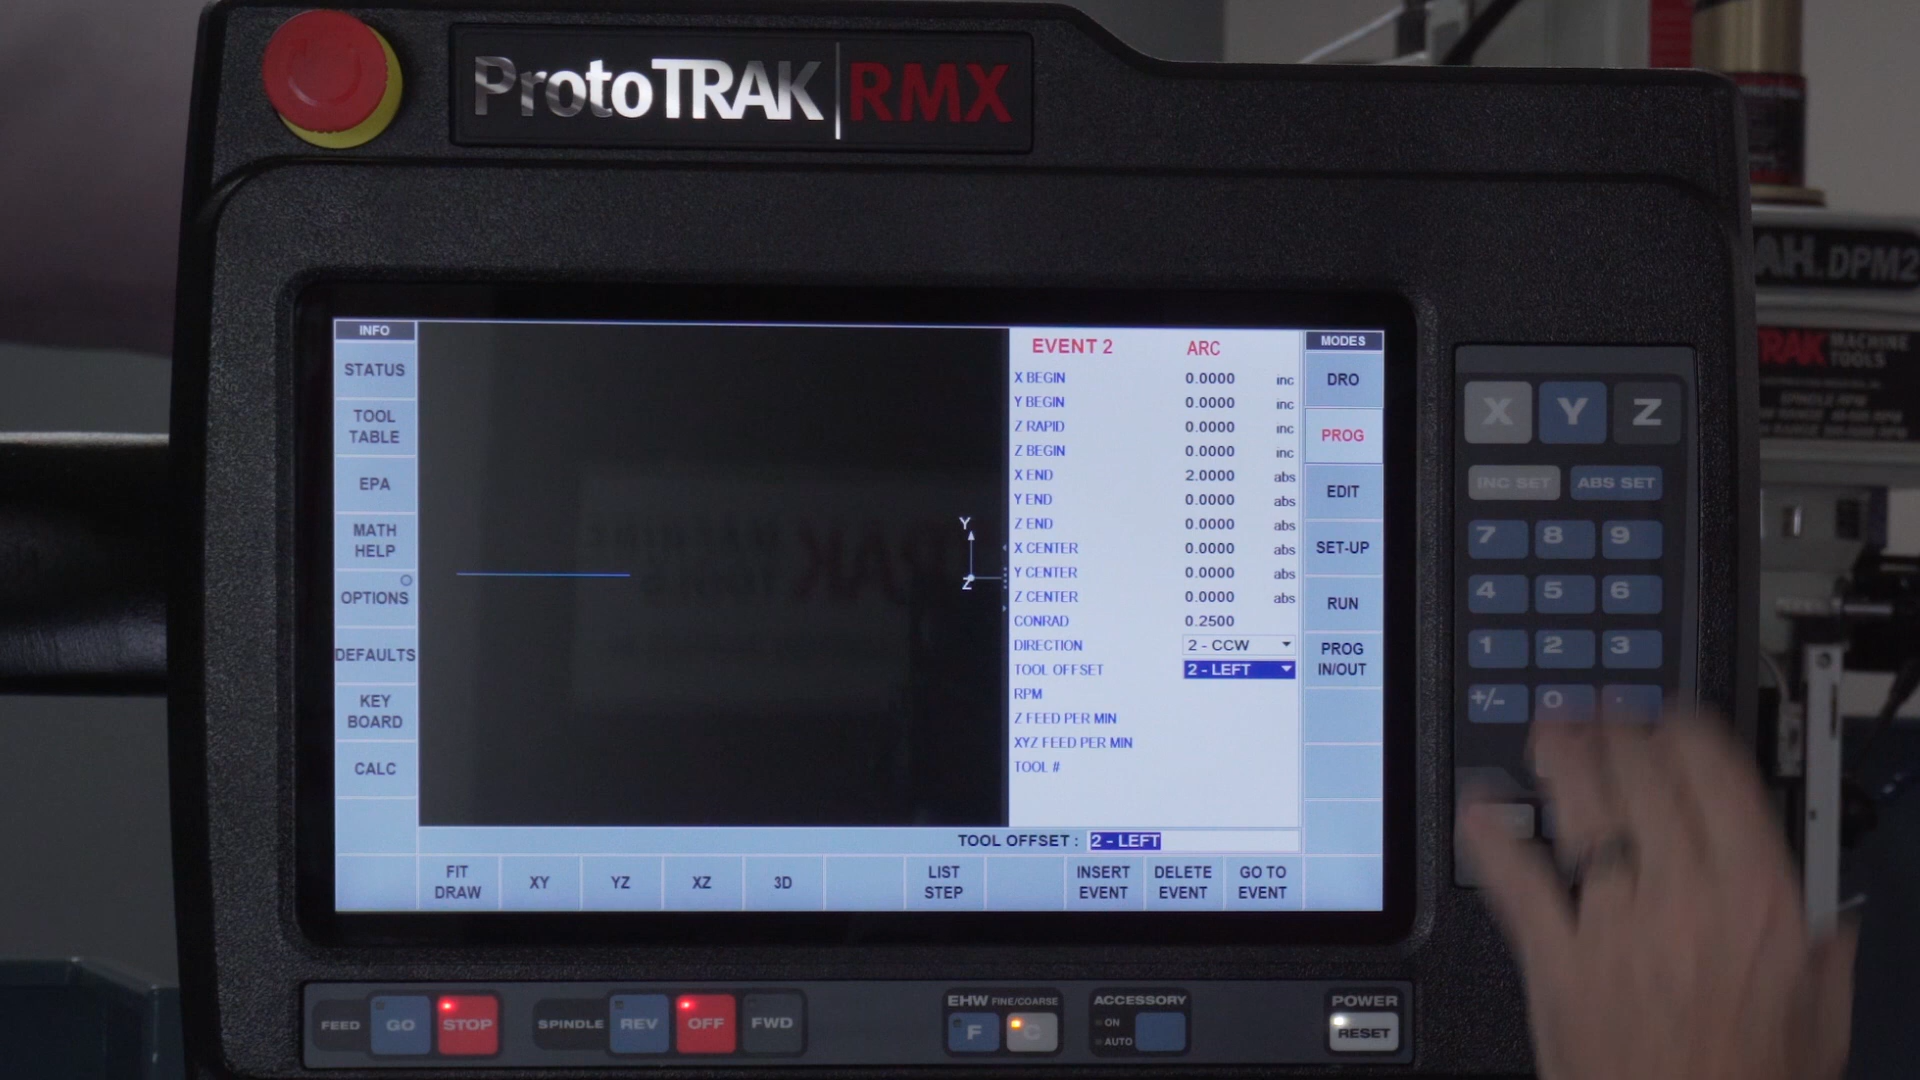 ProtoTRAK RMX
AH. DPM2
TRAK MACHINE TOOLS
INFO
STATUS
TOOL TABLE
EPA
MATH HELP
OPTIONS
DEFAULTS
KEY BOARD
CALC
EVENT 2 ARC
X BEGIN 0.0000 inc
Y BEGIN 0.0000 inc
Z RAPID 0.0000 inc
Z BEGIN 0.0000 inc
X END 2.0000 abs
Y END 0.0000 abs
Z END 0.0000 abs
X CENTER 0.0000 abs
Y CENTER 0.0000 abs
Z CENTER 0.0000 abs
CONRAD 0.2500
DIRECTION 2 - CCW
TOOL OFFSET 2 - LEFT
RPM
Z FEED PER MIN
XYZ FEED PER MIN
TOOL #
Y
Z
TOOL OFFSET : 2 - LEFT
MODES
DRO
PROG
EDIT
SET-UP
RUN
PROG IN/OUT
FIT DRAW XY YZ XZ 3D LIST STEP INSERT EVENT DELETE EVENT GO TO EVENT
X Y Z
INC SET ABS SET
7 8 9
4 5 6
1 2 3
+/- 0 .
FEED GO STOP SPINDLE REV OFF FWD
EHW FINE/COARSE
F C
ACCESSORY
ON
AUTO
POWER
RESET